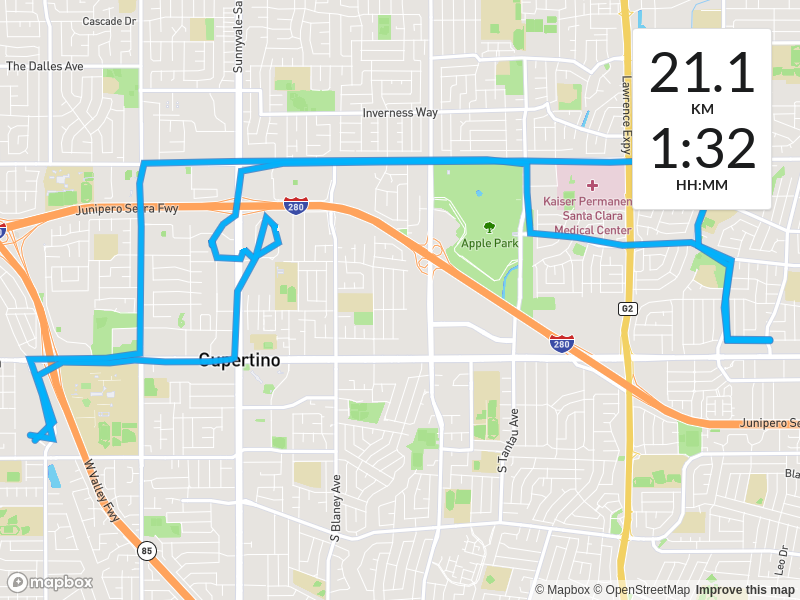 Cascade Dr
Sunnyvale-Sa
The Dalles Ave
Inverness Way
Lawrence Expy
21.1
KM
1:32
HH:MM
Junipero Serra Fwy
280
Kaiser Permanen
Santa Clara
Medical Center
Apple Park
G2
280
Cupertino
S Tantau Ave
Junipero Se
W Valley Fwy
S Blaney Ave
Bla
85
Leo Dr
mapbox
© Mapbox © OpenStreetMap Improve this map